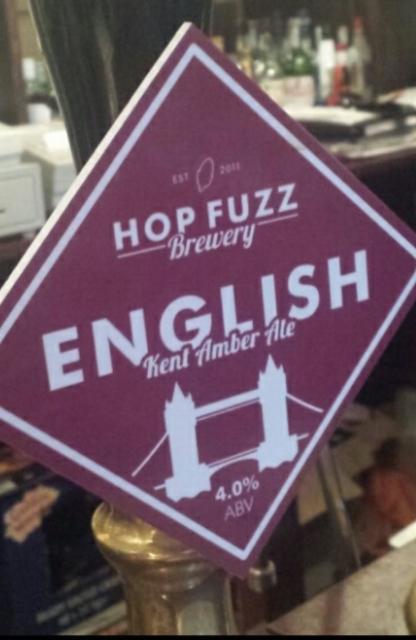 EST 2011
HOP FUZZ
Brewery
ENGLISH
Kent Amber Ale
4.0%
ABV